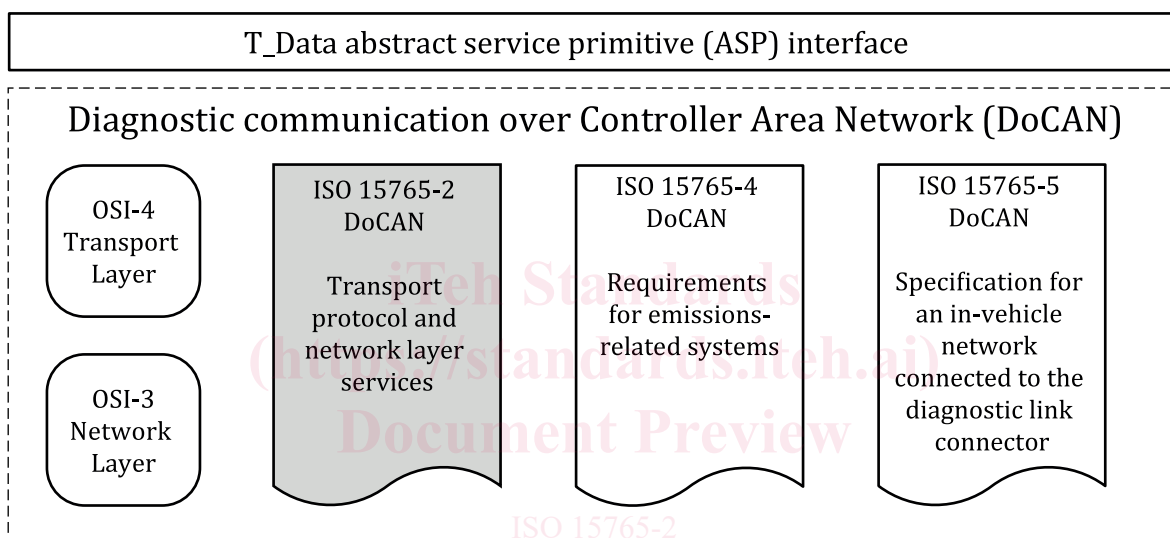 T_Data abstract service primitive (ASP) interface
Diagnostic communication over Controller Area Network (DoCAN)
OSI-4
Transport
Layer
OSI-3
Network
Layer
ISO 15765-2
DoCAN
Transport
protocol and
network layer
services
ISO 15765-4
DoCAN
Requirements
for emissions-
related systems
ISO 15765-5
DoCAN
Specification for
an in-vehicle
network
connected to the
diagnostic link
connector
iTeh Standards
(https://standards.iteh.ai)
Document Preview
ISO 15765-2